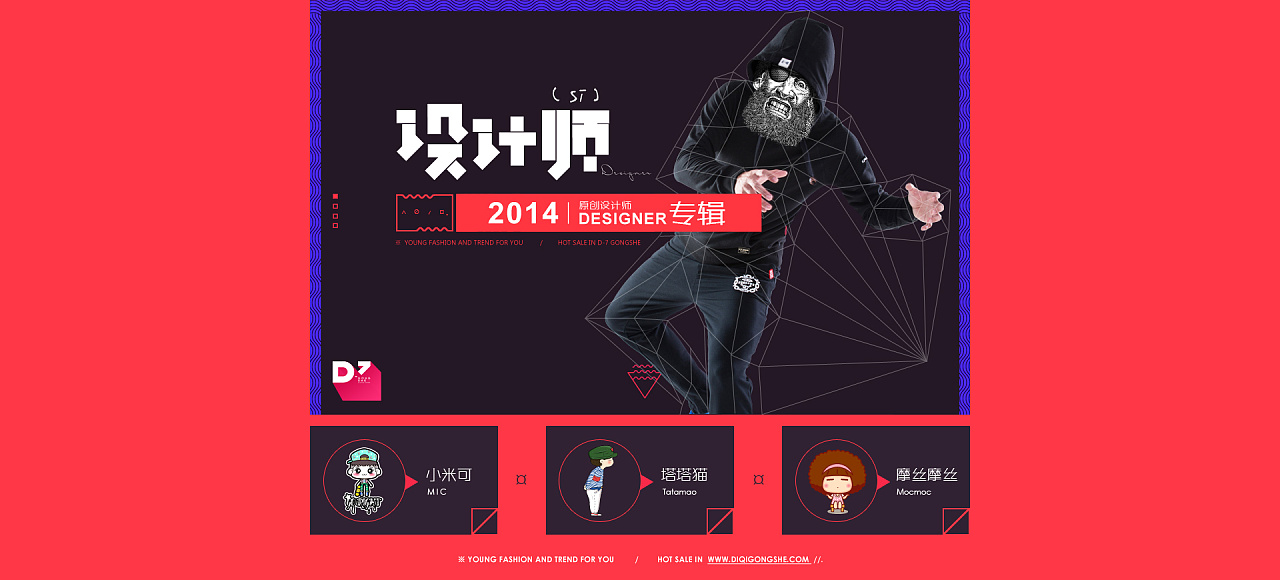 ( ST )
设计师
Designer
2014 | 原创设计师 DESIGNER 专辑
※ YOUNG FASHION AND TREND FOR YOU / HOT SALE IN D-7 GONGSHE
D7
小米可
MIC
塔塔猫
Tatamao
摩丝摩丝
Mocmoc
※ YOUNG FASHION AND TREND FOR YOU / HOT SALE IN WWW.DIQIGONGSHE.COM //.